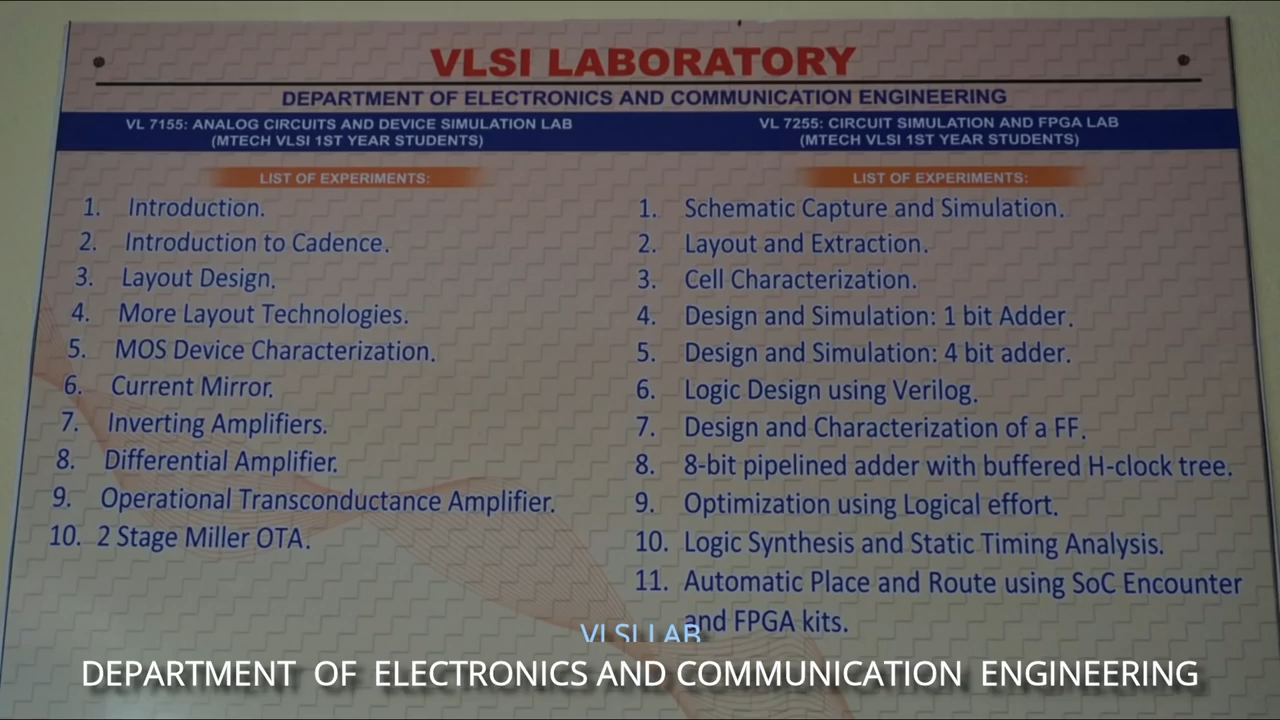 VLSI LABORATORY
DEPARTMENT OF ELECTRONICS AND COMMUNICATION ENGINEERING
VL 7155: ANALOG CIRCUITS AND DEVICE SIMULATION LAB
(MTECH VLSI 1ST YEAR STUDENTS)
LIST OF EXPERIMENTS:
1. Introduction.
2. Introduction to Cadence.
3. Layout Design.
4. More Layout Technologies.
5. MOS Device Characterization.
6. Current Mirror.
7. Inverting Amplifiers.
8. Differential Amplifier.
9. Operational Transconductance Amplifier.
10. 2 Stage Miller OTA.
VL 7255: CIRCUIT SIMULATION AND FPGA LAB
(MTECH VLSI 1ST YEAR STUDENTS)
LIST OF EXPERIMENTS:
1. Schematic Capture and Simulation.
2. Layout and Extraction.
3. Cell Characterization.
4. Design and Simulation: 1 bit Adder.
5. Design and Simulation: 4 bit adder.
6. Logic Design using Verilog.
7. Design and Characterization of a FF.
8. 8-bit pipelined adder with buffered H-clock tree.
9. Optimization using Logical effort.
10. Logic Synthesis and Static Timing Analysis.
11. Automatic Place and Route using SoC Encounter
and FPGA kits.
VLSI LAB
DEPARTMENT OF ELECTRONICS AND COMMUNICATION ENGINEERING